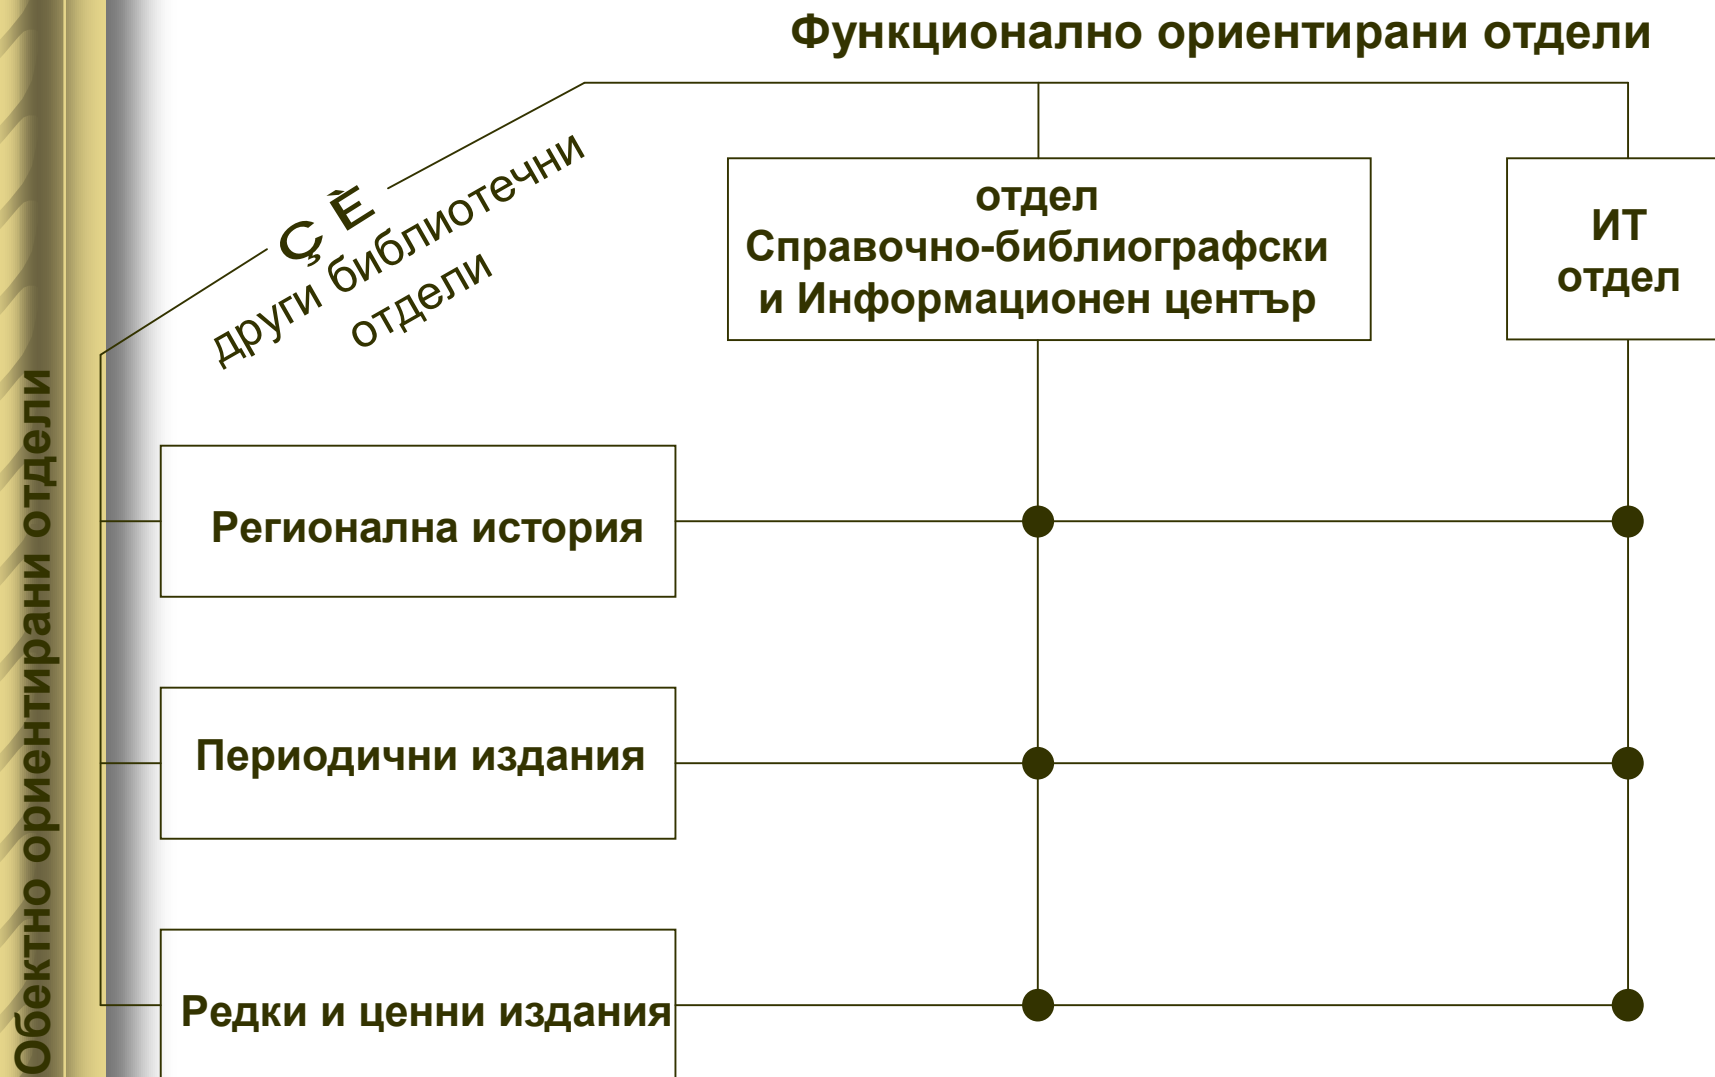 Функционално ориентирани отдели
Ç È
други библиотечни
отдели
отдел
Справочно-библиографски
и Информационен център
ИТ
отдел
Обектно ориентирани отдели
Регионална история
Периодични издания
Редки и ценни издания